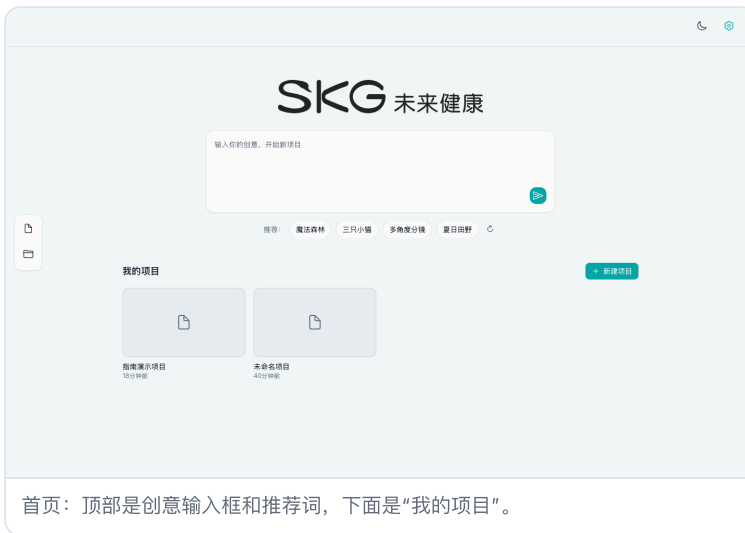 SKG 未来健康
输入你的创意，开始新项目
推荐： 魔法森林 三只小猫 多角度分镜 夏日田野
我的项目
+ 新建项目
指南演示项目
18分钟前
未命名项目
40分钟前
首页：顶部是创意输入框和推荐词，下面是“我的项目”。